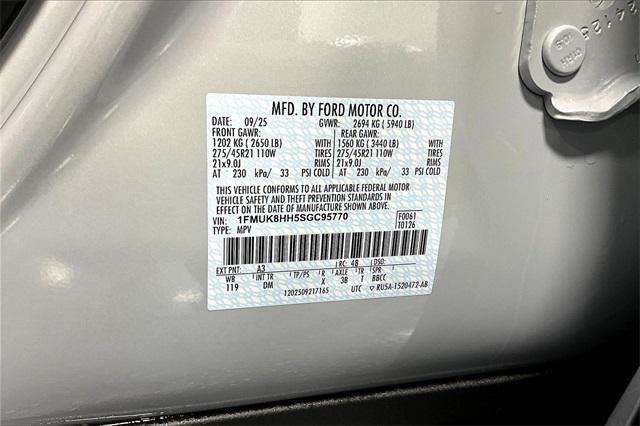 24128
MFD. BY FORD MOTOR CO.
DATE: 09/25 GVWR: 2694 KG ( 5940 LB)
FRONT GAWR: REAR GAWR:
1202 KG ( 2650 LB) WITH 1560 KG ( 3440 LB) WITH
275/45R21 110W TIRES 275/45R21 110W TIRES
21x9.0J RIMS 21x9.0J RIMS
AT 230 kPa/ 33 PSI COLD AT 230 kPa/ 33 PSI COLD
THIS VEHICLE CONFORMS TO ALL APPLICABLE FEDERAL MOTOR
VEHICLE SAFETY AND THEFT PREVENTION STANDARDS IN
EFFECT ON THE DATE OF MANUFACTURE SHOWN ABOVE.
VIN: 1FMUK8HH5SGC95770 F0061
TYPE: MPV T0126
EXT PNT: A3 RC: 4B DSO:
WB INT TR TP/PS R AXLE TR SPR
119 DM X 3B T BBCC
1202509217165 UTC RU5A-1520472-AB